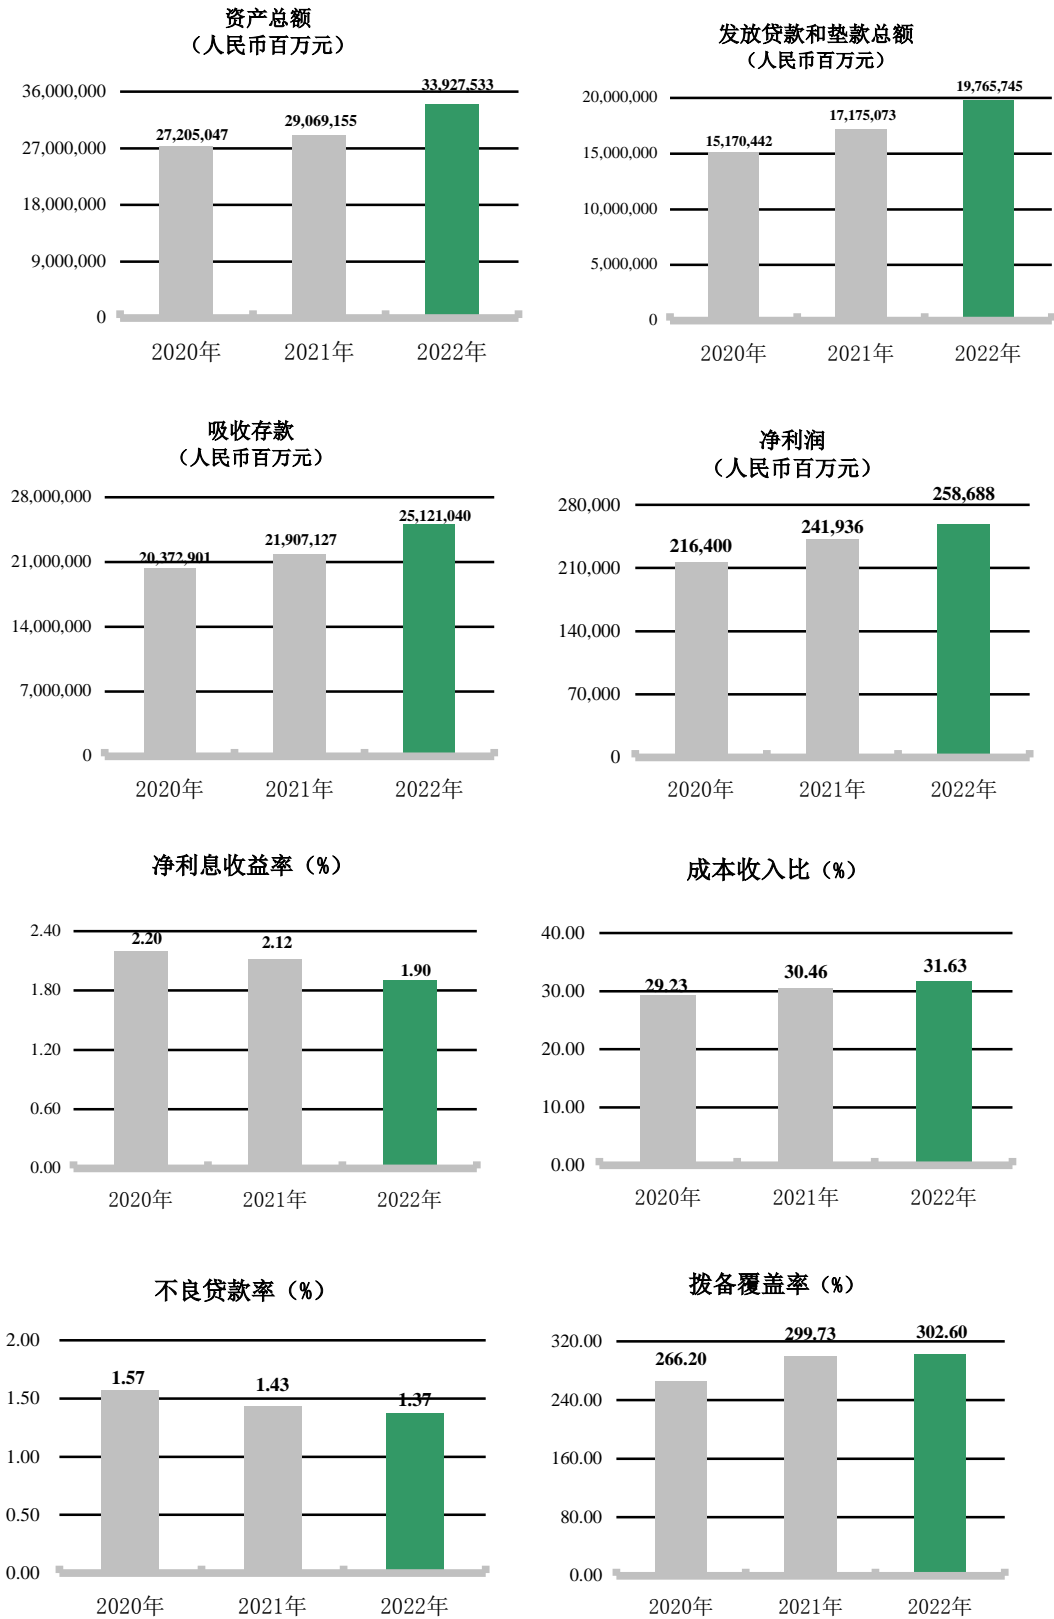 资产总额
（人民币百万元）
36,000,000
27,000,000
18,000,000
9,000,000
0
27,205,047
29,069,155
33,927,533
2020年
2021年
2022年
发放贷款和垫款总额
（人民币百万元）
20,000,000
15,000,000
10,000,000
5,000,000
0
15,170,442
17,175,073
19,765,745
2020年
2021年
2022年
吸收存款
（人民币百万元）
28,000,000
21,000,000
14,000,000
7,000,000
0
20,372,901
21,907,127
25,121,040
2020年
2021年
2022年
净利润
（人民币百万元）
280,000
210,000
140,000
70,000
0
216,400
241,936
258,688
2020年
2021年
2022年
净利息收益率（%）
2.40
1.80
1.20
0.60
0.00
2.20
2.12
1.90
2020年
2021年
2022年
成本收入比（%）
40.00
30.00
20.00
10.00
0.00
29.23
30.46
31.63
2020年
2021年
2022年
不良贷款率（%）
2.00
1.50
1.00
0.50
0.00
1.57
1.43
1.37
2020年
2021年
2022年
拨备覆盖率（%）
320.00
240.00
160.00
80.00
0.00
266.20
299.73
302.60
2020年
2021年
2022年